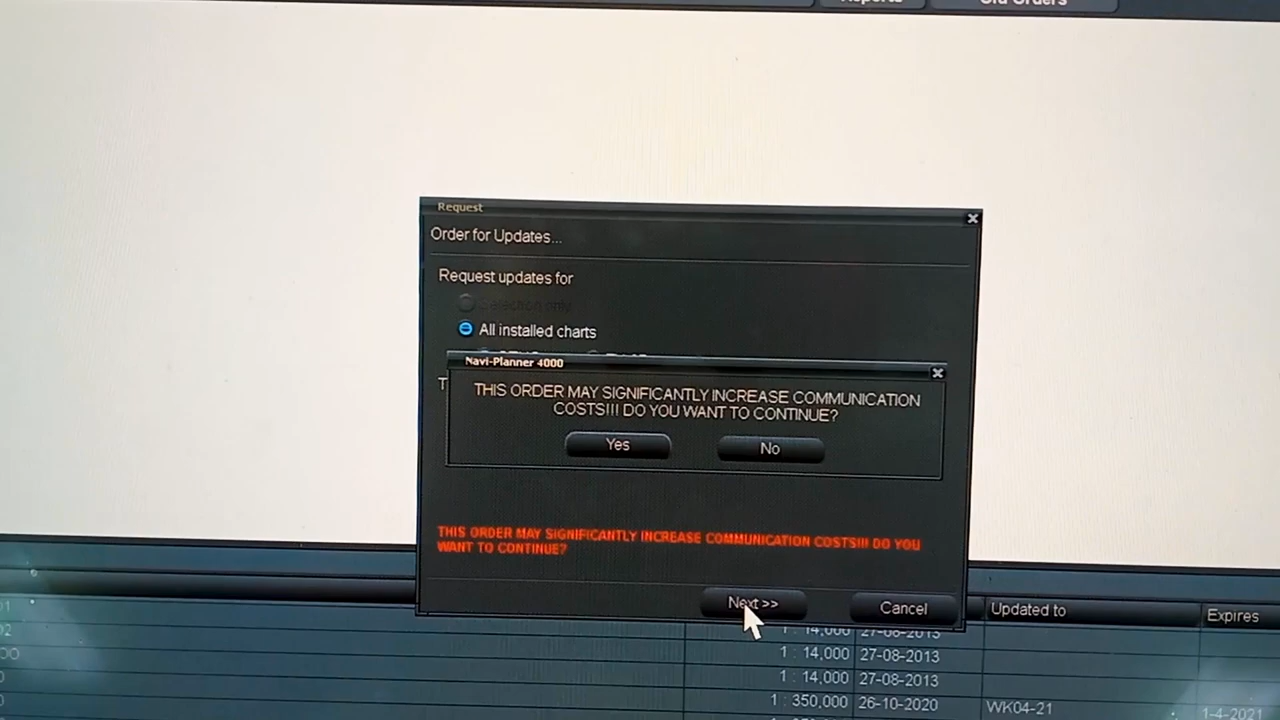 Reports
Old Orders
Request
Order for Updates...
Request updates for
Selection only
All installed charts
Navi-Planner 4000
T
THIS ORDER MAY SIGNIFICANTLY INCREASE COMMUNICATION
COSTS!!! DO YOU WANT TO CONTINUE?
Yes
No
THIS ORDER MAY SIGNIFICANTLY INCREASE COMMUNICATION COSTS!!! DO YOU
WANT TO CONTINUE?
Next >>
Cancel
Updated to
Expires
1 : 14,000 27-08-2013
1 : 14,000 27-08-2013
1 : 14,000 27-08-2013
1 : 350,000 26-10-2020 WK04-21 1-4-2021